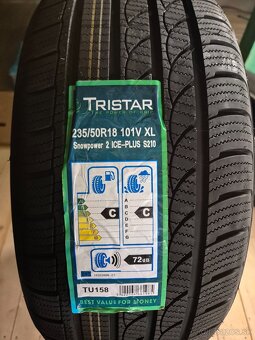 TRISTAR
THE POWER OF ONE
235/50R18 101V XL
Snowpower 2 ICE-PLUS S210
A
B
C
D
E
F
G
C
C
72dB
TU158
BEST VALUE FOR MONEY